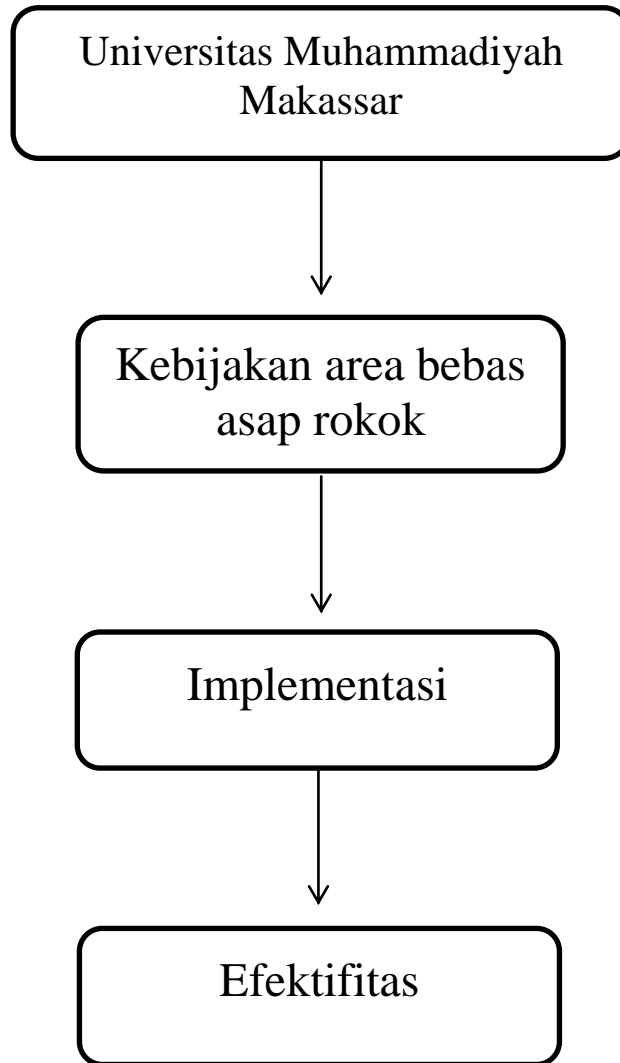 Universitas Muhammadiyah
Makassar
Kebijakan area bebas
asap rokok
Implementasi
Efektifitas